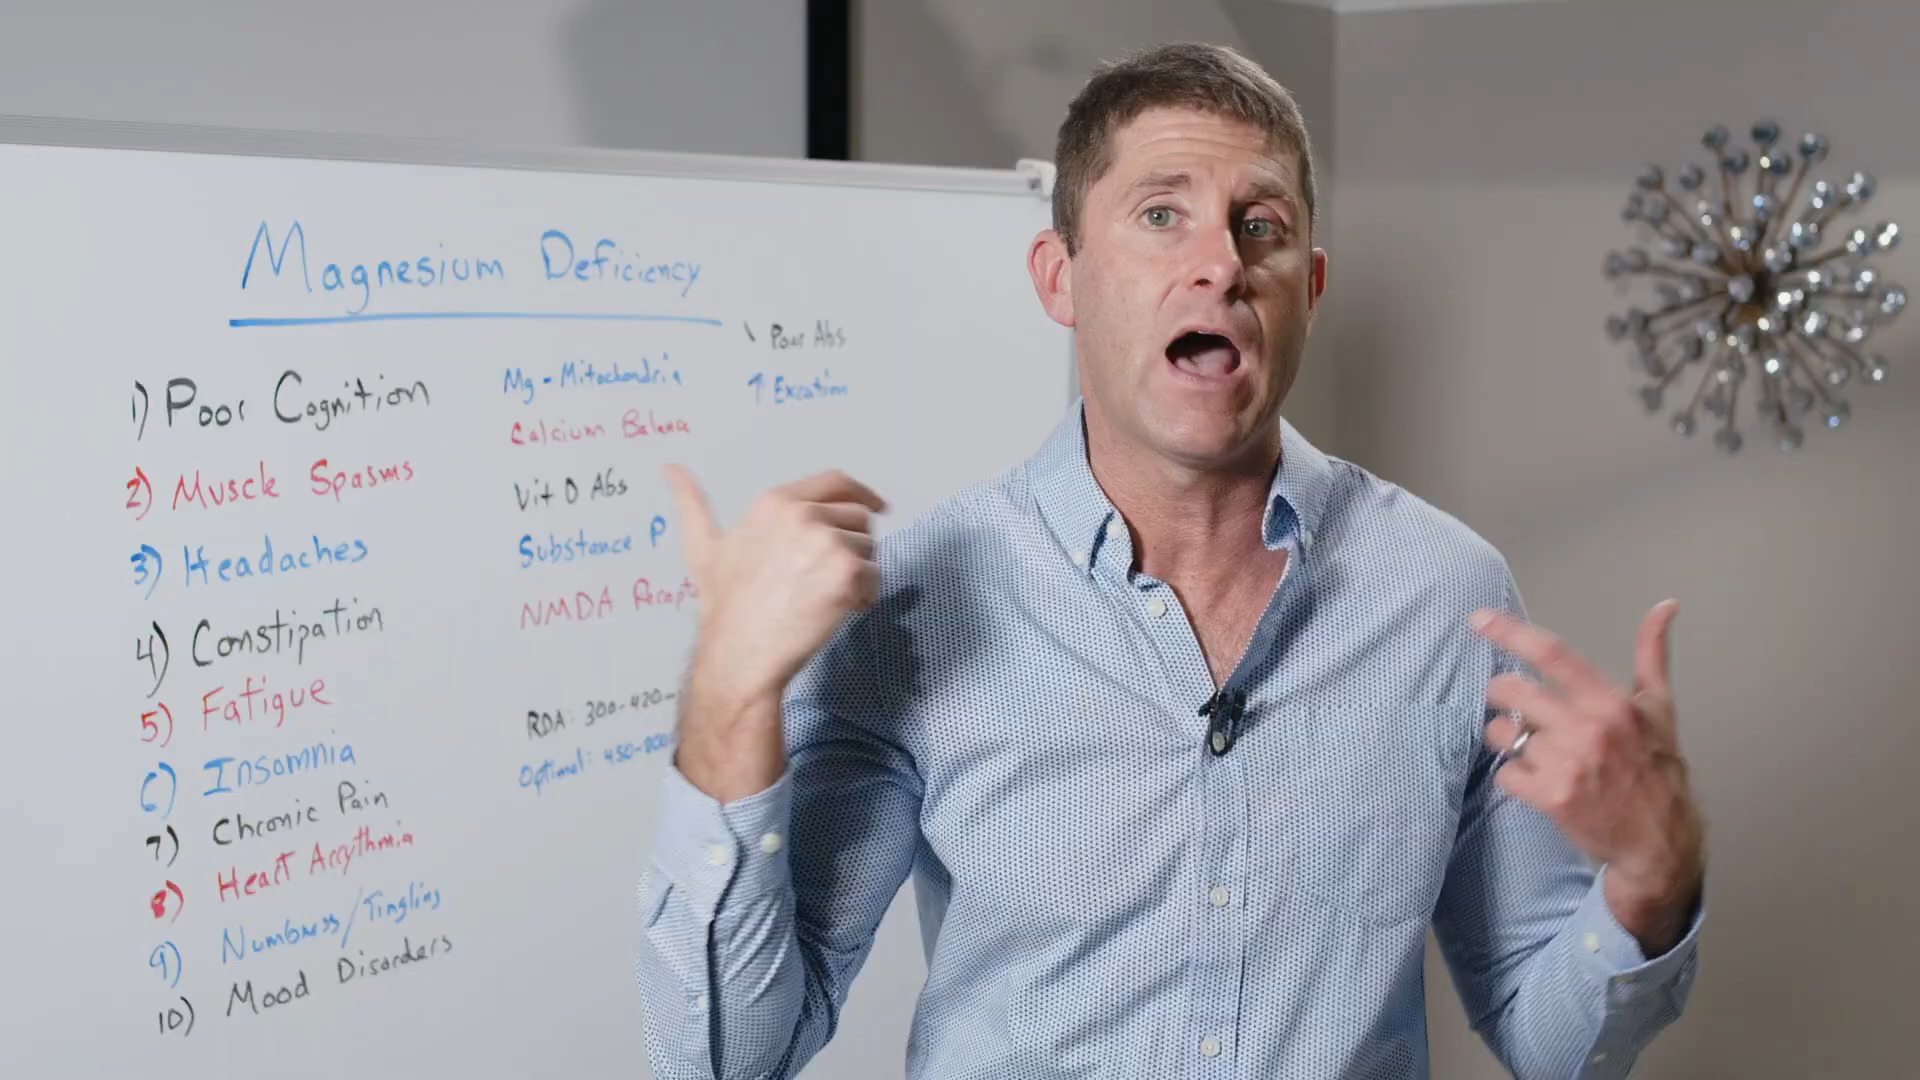 Magnesium Deficiency
1) Poor Cognition
2) Muscle Spasms
3) Headaches
4) Constipation
5) Fatigue
6) Insomnia
7) Chronic Pain
8) Heart Arrythmia
9) Numbness/Tingling
10) Mood Disorders
Mg - Mitochondria
Calcium Balance
Vit D Abs
Substance P
NMDA Recept
RDA: 300-420-
Optimal: 450-800
Poor Abs
↑ Excretion